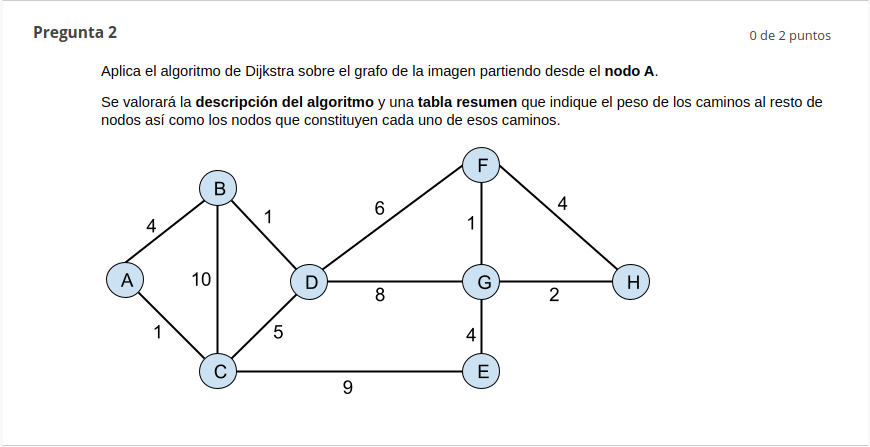 Pregunta 2
0 de 2 puntos
Aplica el algoritmo de Dijkstra sobre el grafo de la imagen partiendo desde el nodo A.
Se valorará la descripción del algoritmo y una tabla resumen que indique el peso de los caminos al resto de
nodos así como los nodos que constituyen cada uno de esos caminos.
F
B
4
6
1
4
1
A
10
D
G
H
8
2
1
5
4
C
E
9